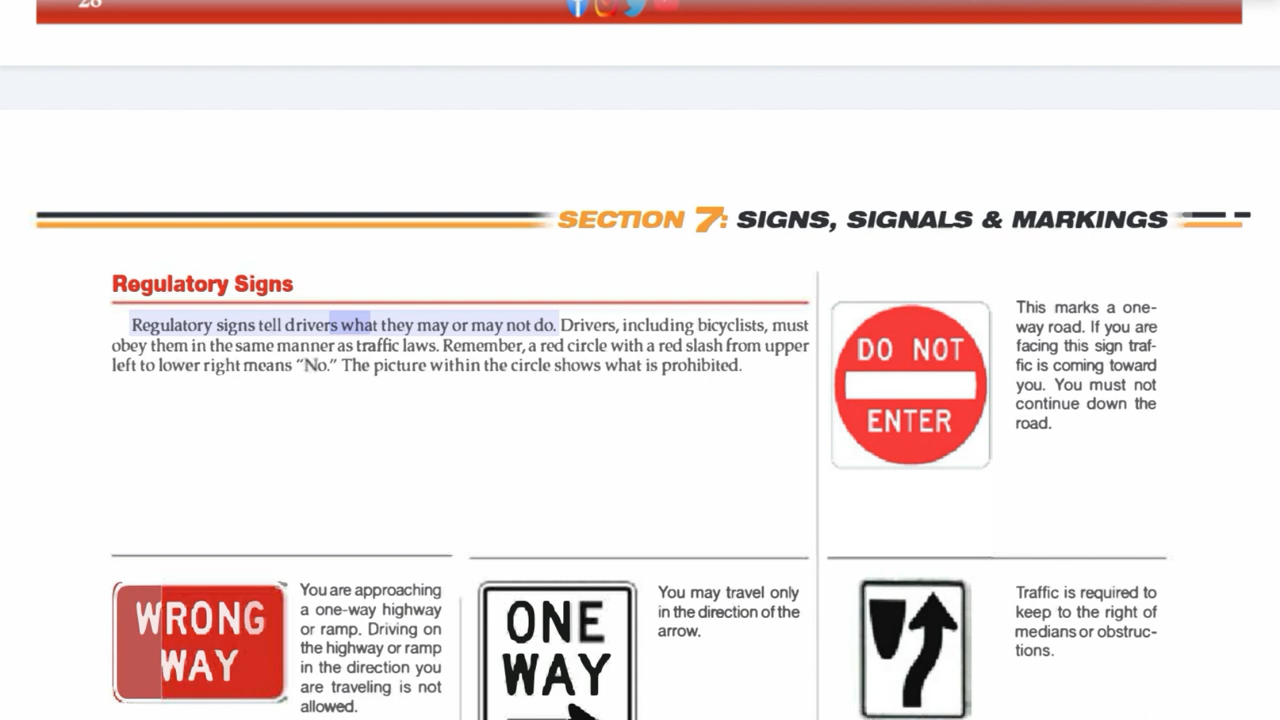 28
SECTION 7: SIGNS, SIGNALS & MARKINGS
Regulatory Signs
Regulatory signs tell drivers what they may or may not do. Drivers, including bicyclists, must
obey them in the same manner as traffic laws. Remember, a red circle with a red slash from upper
left to lower right means “No.” The picture within the circle shows what is prohibited.
DO NOT
ENTER
This marks a one-
way road. If you are
facing this sign traf-
fic is coming toward
you. You must not
continue down the
road.
WRONG
WAY
You are approaching
a one-way highway
or ramp. Driving on
the highway or ramp
in the direction you
are traveling is not
allowed.
ONE
WAY
You may travel only
in the direction of the
arrow.
Traffic is required to
keep to the right of
medians or obstruc-
tions.